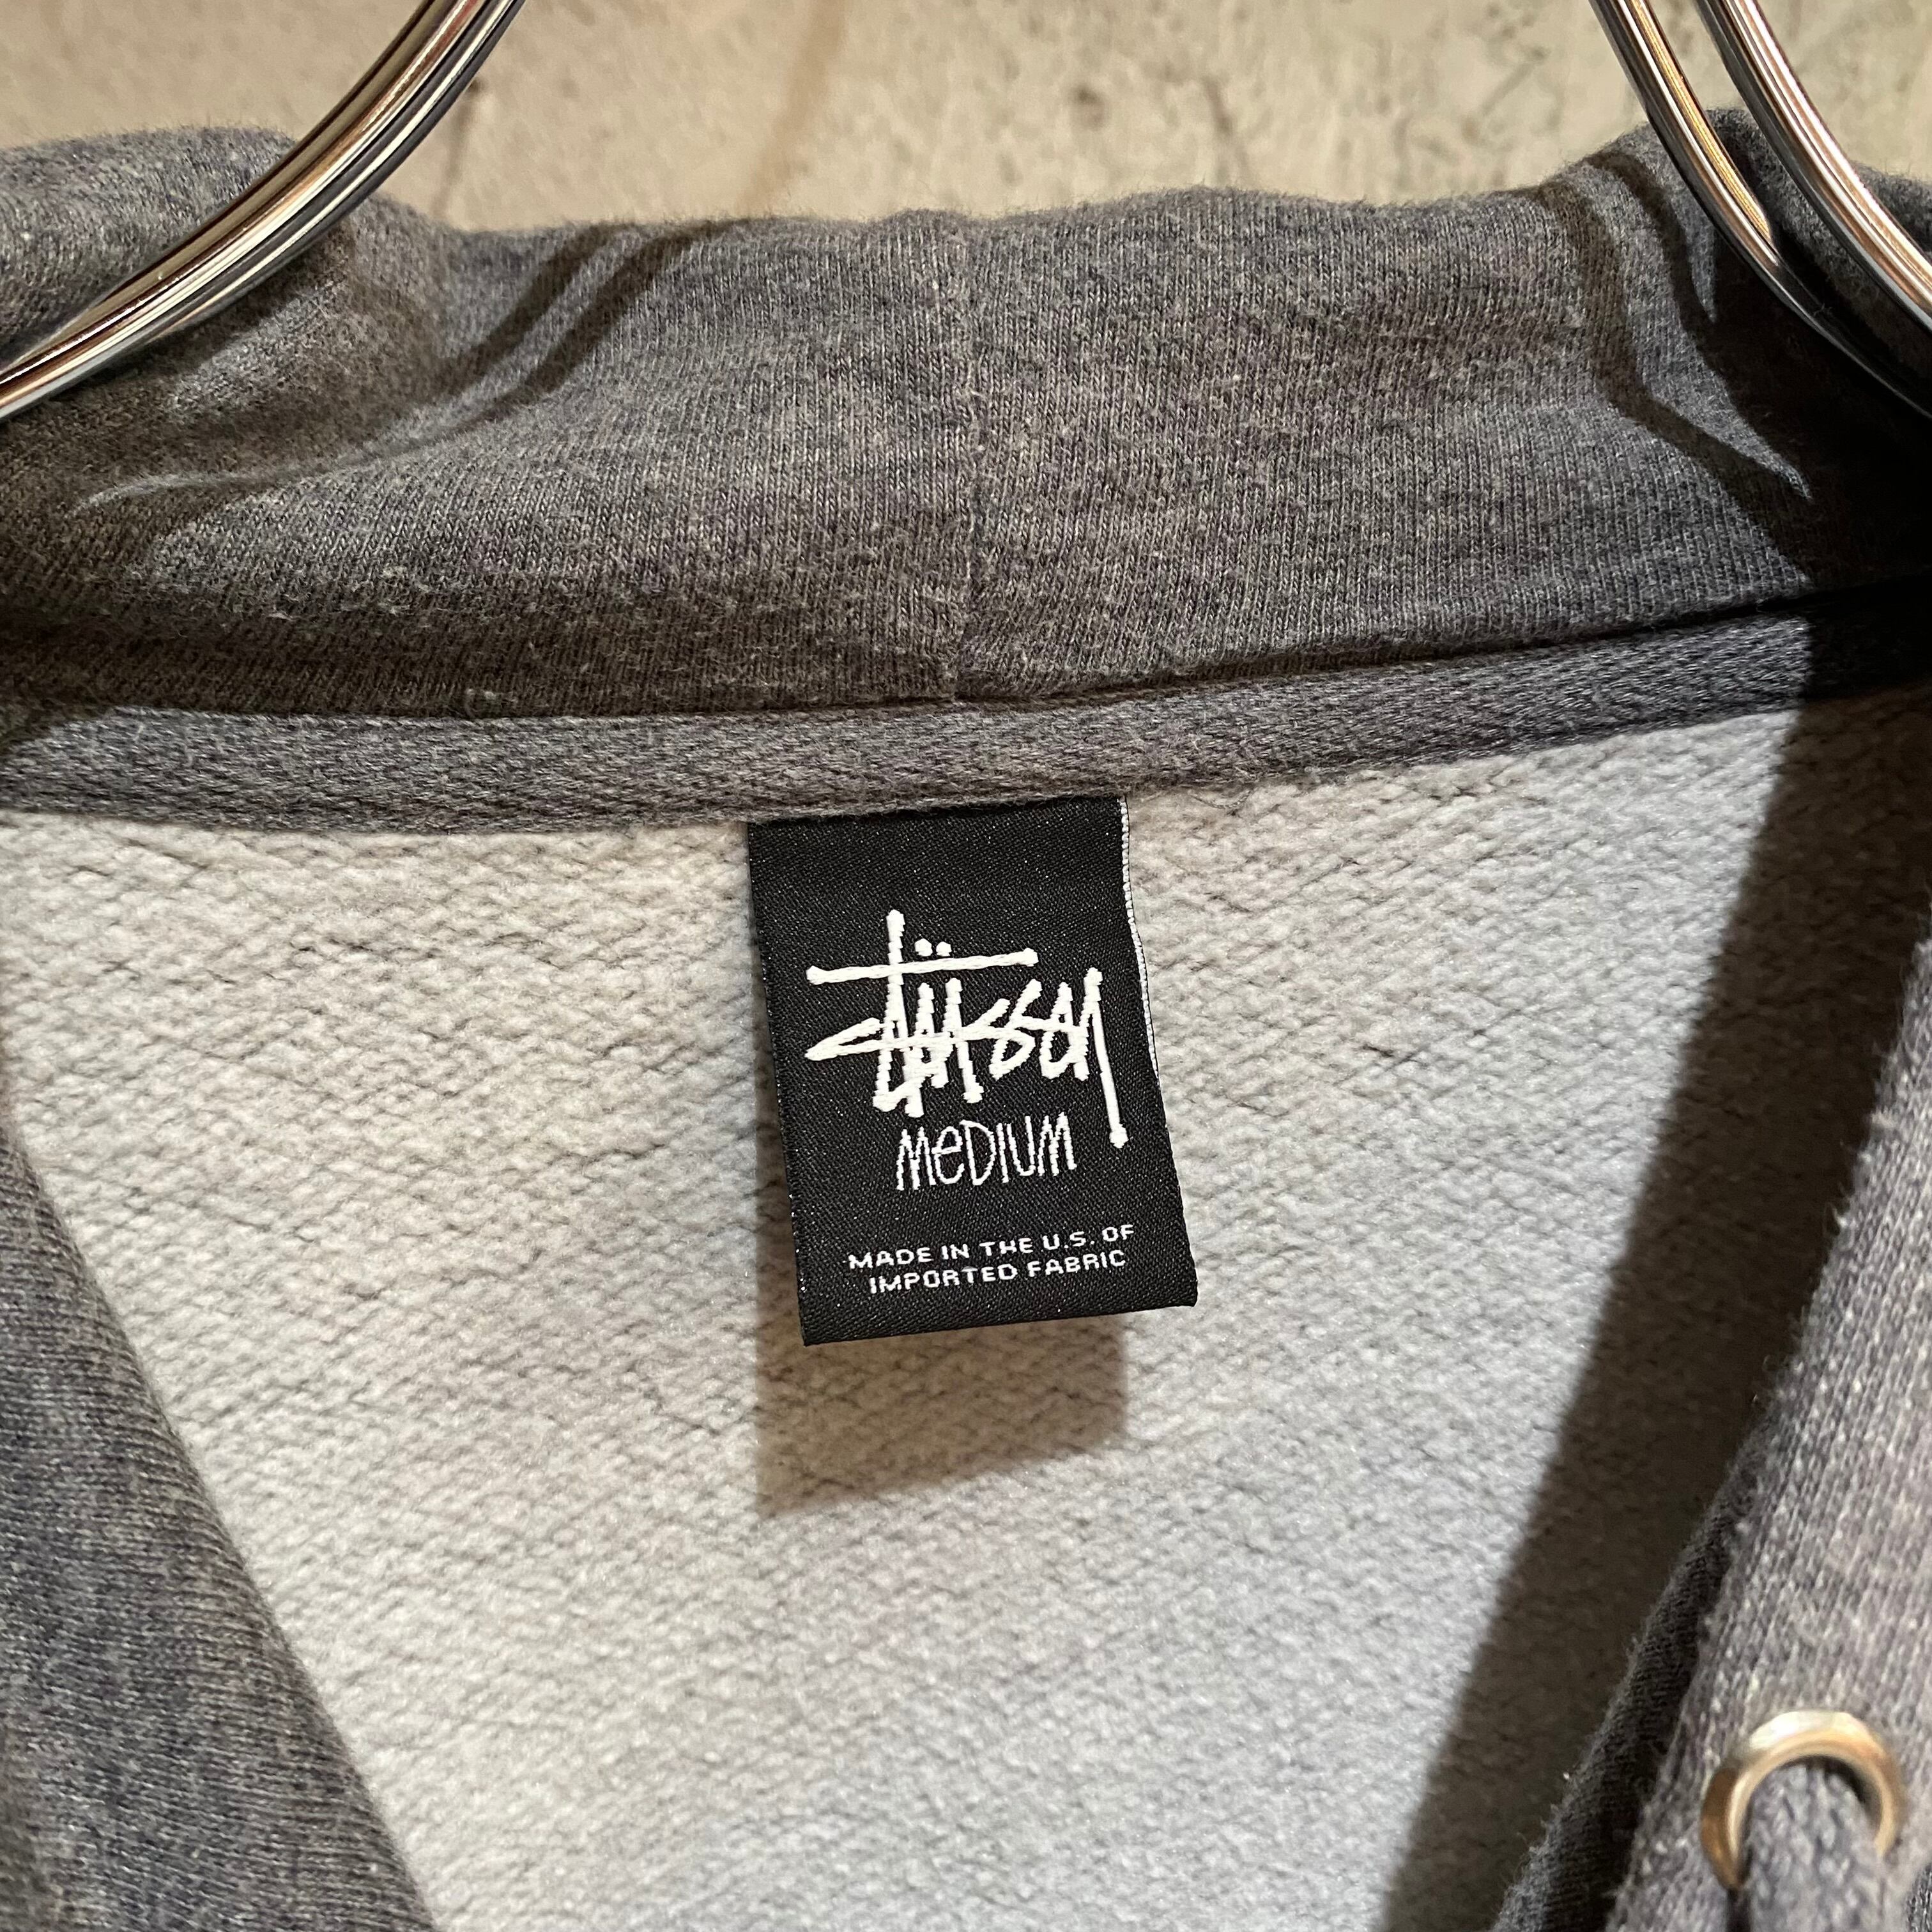 Stüssy
MEDIUM
MADE IN THE U.S. OF
IMPORTED FABRIC